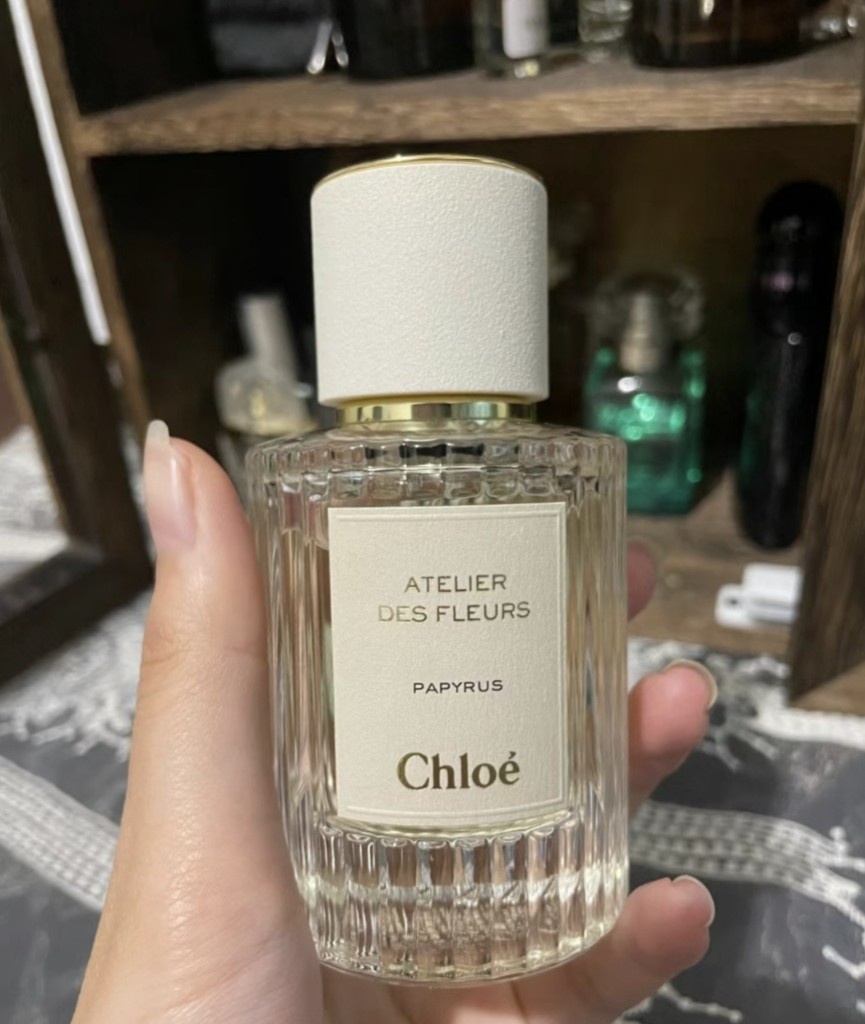 ATELIER
DES FLEURS
PAPYRUS
Chloé